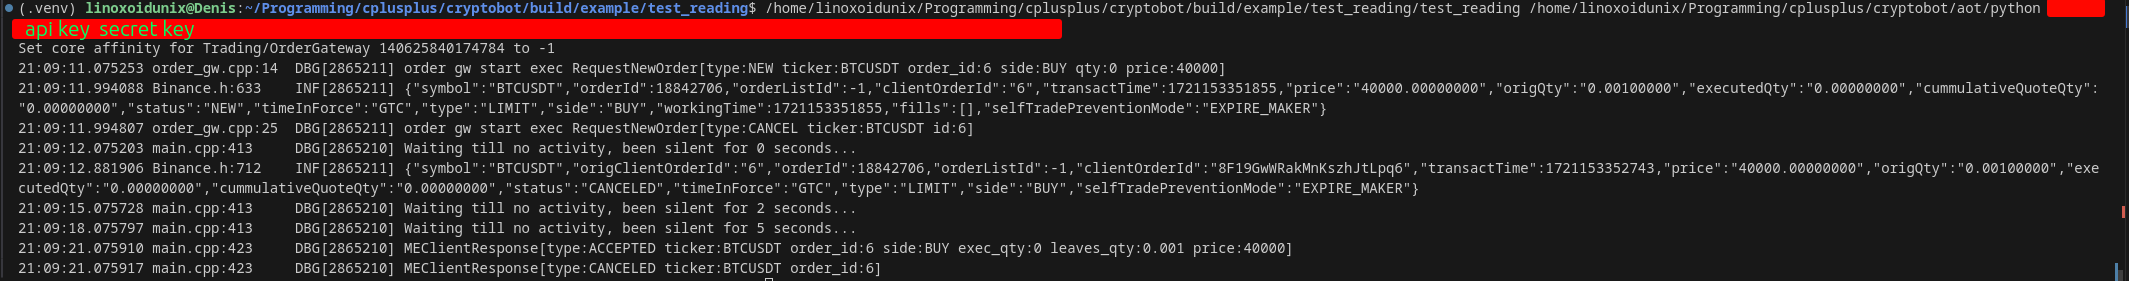 (.venv) linoxoidunix@Denis:~/Programming/cplusplus/cryptobot/build/example/test_reading$ /home/linoxoidunix/Programming/cplusplus/cryptobot/build/example/test_reading/test_reading /home/linoxoidunix/Programming/cplusplus/cryptobot/aot/python
api key secret key
Set core affinity for Trading/OrderGateway 140625840174784 to -1
21:09:11.075253 order_gw.cpp:14  DBG[2865211] order gw start exec RequestNewOrder[type:NEW ticker:BTCUSDT order_id:6 side:BUY qty:0 price:40000]
21:09:11.994088 Binance.h:633    INF[2865211] {"symbol":"BTCUSDT","orderId":18842706,"orderListId":-1,"clientOrderId":"6","transactTime":1721153351855,"price":"40000.00000000","origQty":"0.00100000","executedQty":"0.00000000","cummulativeQuoteQty":
"0.00000000","status":"NEW","timeInForce":"GTC","type":"LIMIT","side":"BUY","workingTime":1721153351855,"fills":[],"selfTradePreventionMode":"EXPIRE_MAKER"}
21:09:11.994807 order_gw.cpp:25  DBG[2865211] order gw start exec RequestNewOrder[type:CANCEL ticker:BTCUSDT id:6]
21:09:12.075203 main.cpp:413     DBG[2865210] Waiting till no activity, been silent for 0 seconds...
21:09:12.881906 Binance.h:712    INF[2865211] {"symbol":"BTCUSDT","origClientOrderId":"6","orderId":18842706,"orderListId":-1,"clientOrderId":"8F19GwWRakMnKszhJtLpq6","transactTime":1721153352743,"price":"40000.00000000","origQty":"0.00100000","exe
cutedQty":"0.00000000","cummulativeQuoteQty":"0.00000000","status":"CANCELED","timeInForce":"GTC","type":"LIMIT","side":"BUY","selfTradePreventionMode":"EXPIRE_MAKER"}
21:09:15.075728 main.cpp:413     DBG[2865210] Waiting till no activity, been silent for 2 seconds...
21:09:18.075797 main.cpp:413     DBG[2865210] Waiting till no activity, been silent for 5 seconds...
21:09:21.075910 main.cpp:423     DBG[2865210] MEClientResponse[type:ACCEPTED ticker:BTCUSDT order_id:6 side:BUY exec_qty:0 leaves_qty:0.001 price:40000]
21:09:21.075917 main.cpp:423     DBG[2865210] MEClientResponse[type:CANCELED ticker:BTCUSDT order_id:6]